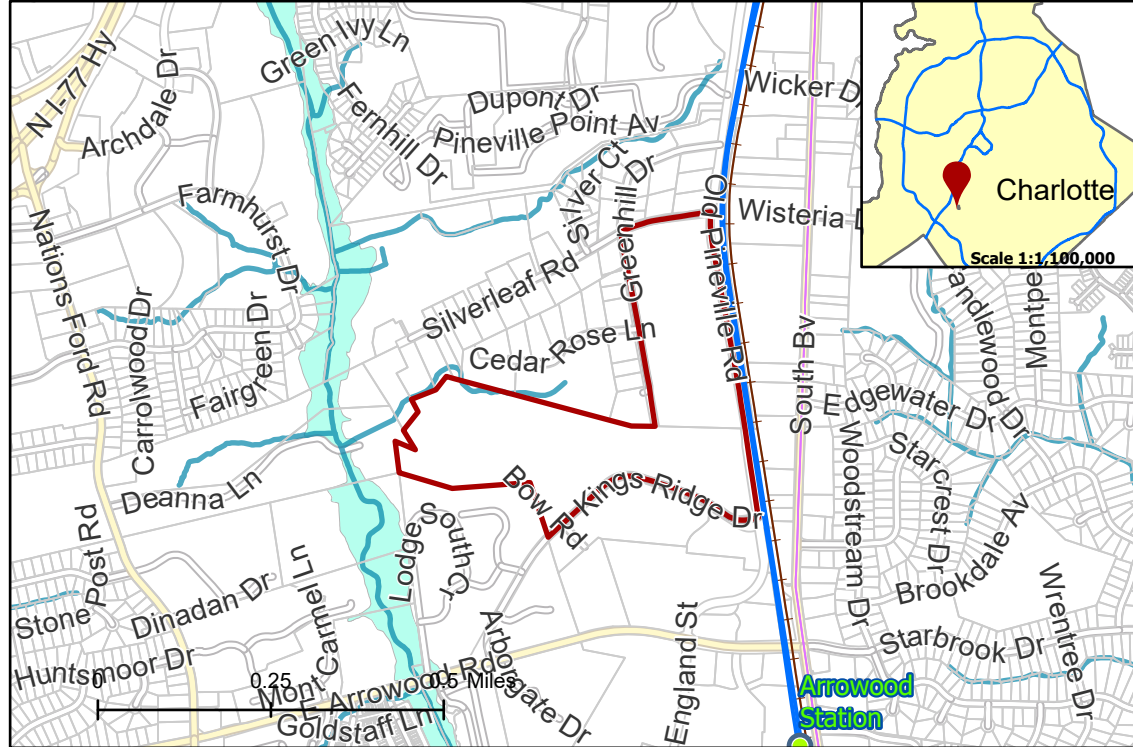 Green Ivy Ln
N I-77 Hy
Archdale Dr
Fernhill Dr
Dupont Dr
Pineville Point Av
Wicker Dr
Charlotte
Scale 1:1,100,000
Farmhurst Dr
Silver Ct
Greenhill Dr
Old Pineville Rd
Wisteria
Nations Ford Rd
Carrolwood Dr
Fairgreen Dr
Silverleaf Rd
Cedar Rose Ln
South Bv
Edgewater Dr
Montpe
andlewood Dr
Deanna Ln
Bow Rd
Kings Ridge Dr
Woodstream Dr
Starcrest Dr
Brookdale Av
Stone Post Rd
Dinadan Dr
Mont Carmel Ln
Lodge South Cr
Arborgate Dr
England St
Starbrook Dr
Wrentree Dr
Huntsmoor Dr
E Arrowood Rd
Goldstaff Ln
0 0.25 0.5 Miles
Arrowood
Station